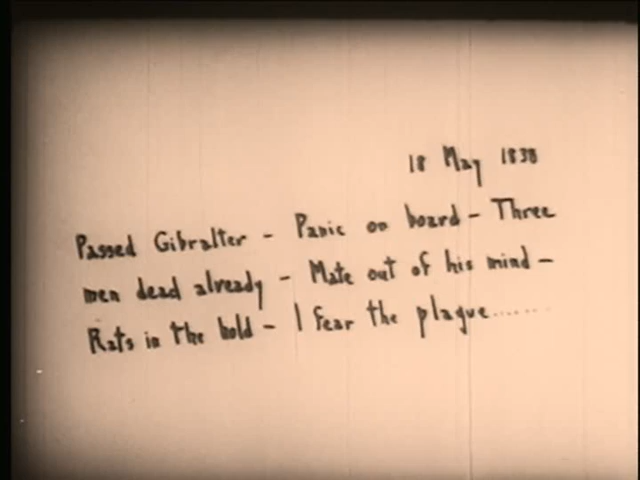 18 May 1838
Passed Gibralter - Panic on board - Three
men dead already - Mate out of his mind -
Rats in the hold - I fear the plague.......